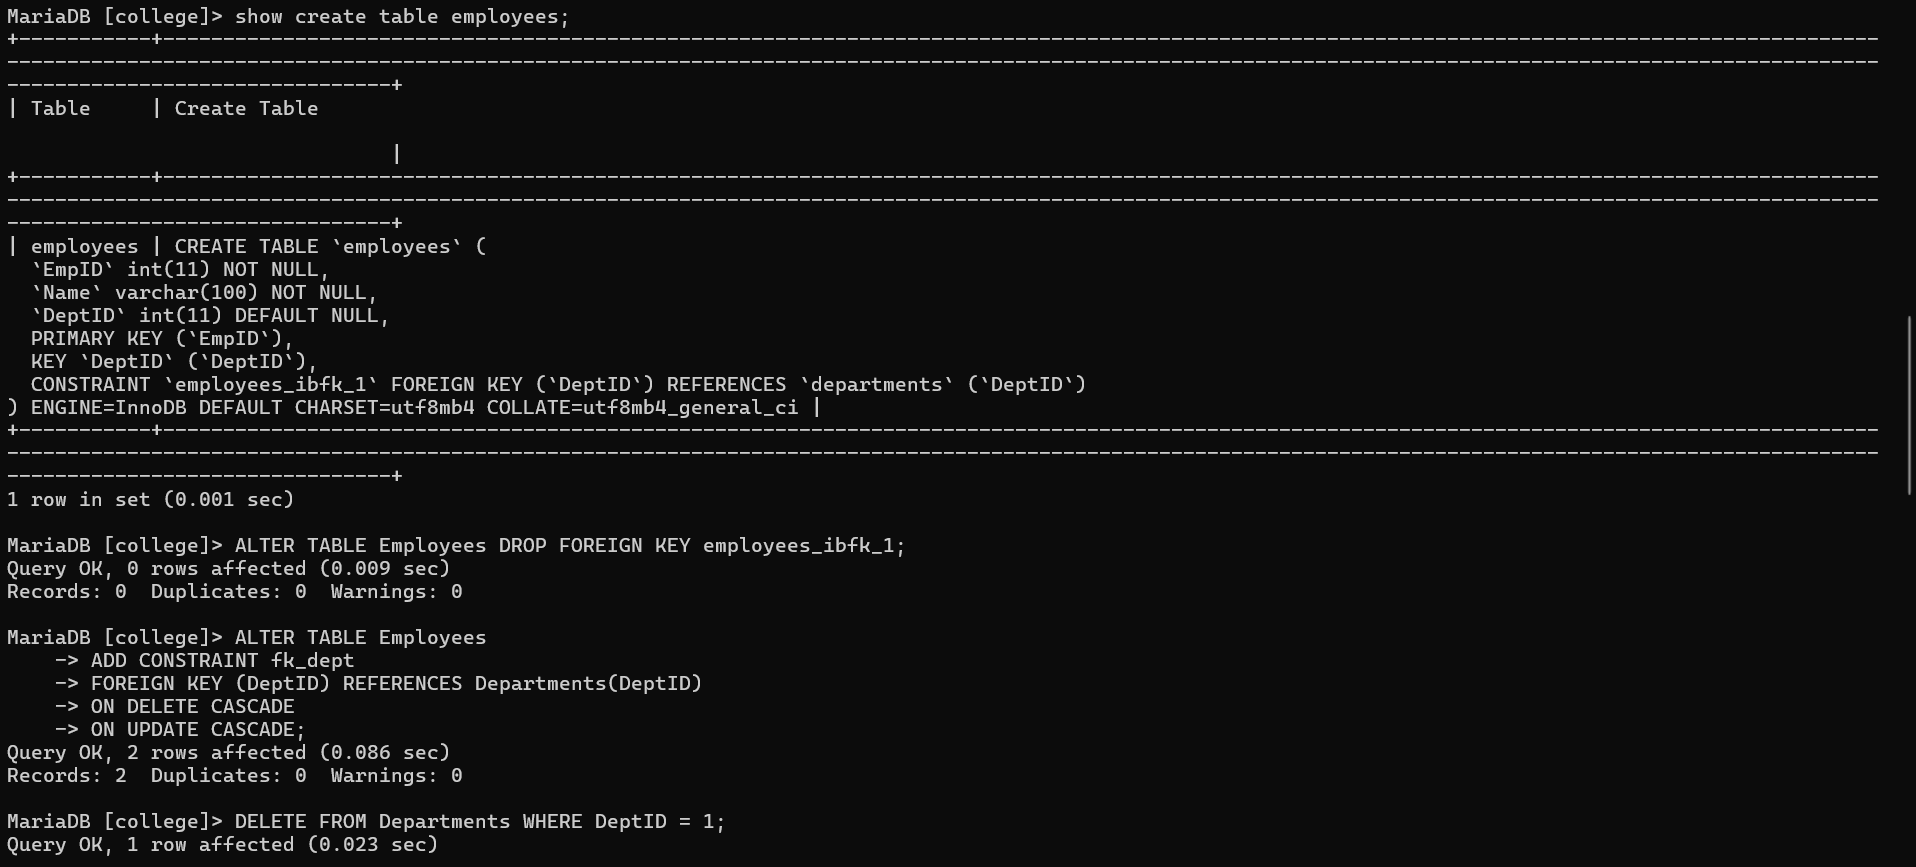 MariaDB [college]> show create table employees;
+-----------+-----------------------------------------------------------------------------------------------------------------------------------------------
------------------------------------------------------------------------------------------------------------------------------------------------------------
--------------------------------+
| Table     | Create Table
                                |
+-----------+-----------------------------------------------------------------------------------------------------------------------------------------------
------------------------------------------------------------------------------------------------------------------------------------------------------------
--------------------------------+
| employees | CREATE TABLE `employees` (
  `EmpID` int(11) NOT NULL,
  `Name` varchar(100) NOT NULL,
  `DeptID` int(11) DEFAULT NULL,
  PRIMARY KEY (`EmpID`),
  KEY `DeptID` (`DeptID`),
  CONSTRAINT `employees_ibfk_1` FOREIGN KEY (`DeptID`) REFERENCES `departments` (`DeptID`)
) ENGINE=InnoDB DEFAULT CHARSET=utf8mb4 COLLATE=utf8mb4_general_ci |
+-----------+-----------------------------------------------------------------------------------------------------------------------------------------------
------------------------------------------------------------------------------------------------------------------------------------------------------------
--------------------------------+
1 row in set (0.001 sec)
MariaDB [college]> ALTER TABLE Employees DROP FOREIGN KEY employees_ibfk_1;
Query OK, 0 rows affected (0.009 sec)
Records: 0  Duplicates: 0  Warnings: 0
MariaDB [college]> ALTER TABLE Employees
    -> ADD CONSTRAINT fk_dept
    -> FOREIGN KEY (DeptID) REFERENCES Departments(DeptID)
    -> ON DELETE CASCADE
    -> ON UPDATE CASCADE;
Query OK, 2 rows affected (0.086 sec)
Records: 2  Duplicates: 0  Warnings: 0
MariaDB [college]> DELETE FROM Departments WHERE DeptID = 1;
Query OK, 1 row affected (0.023 sec)